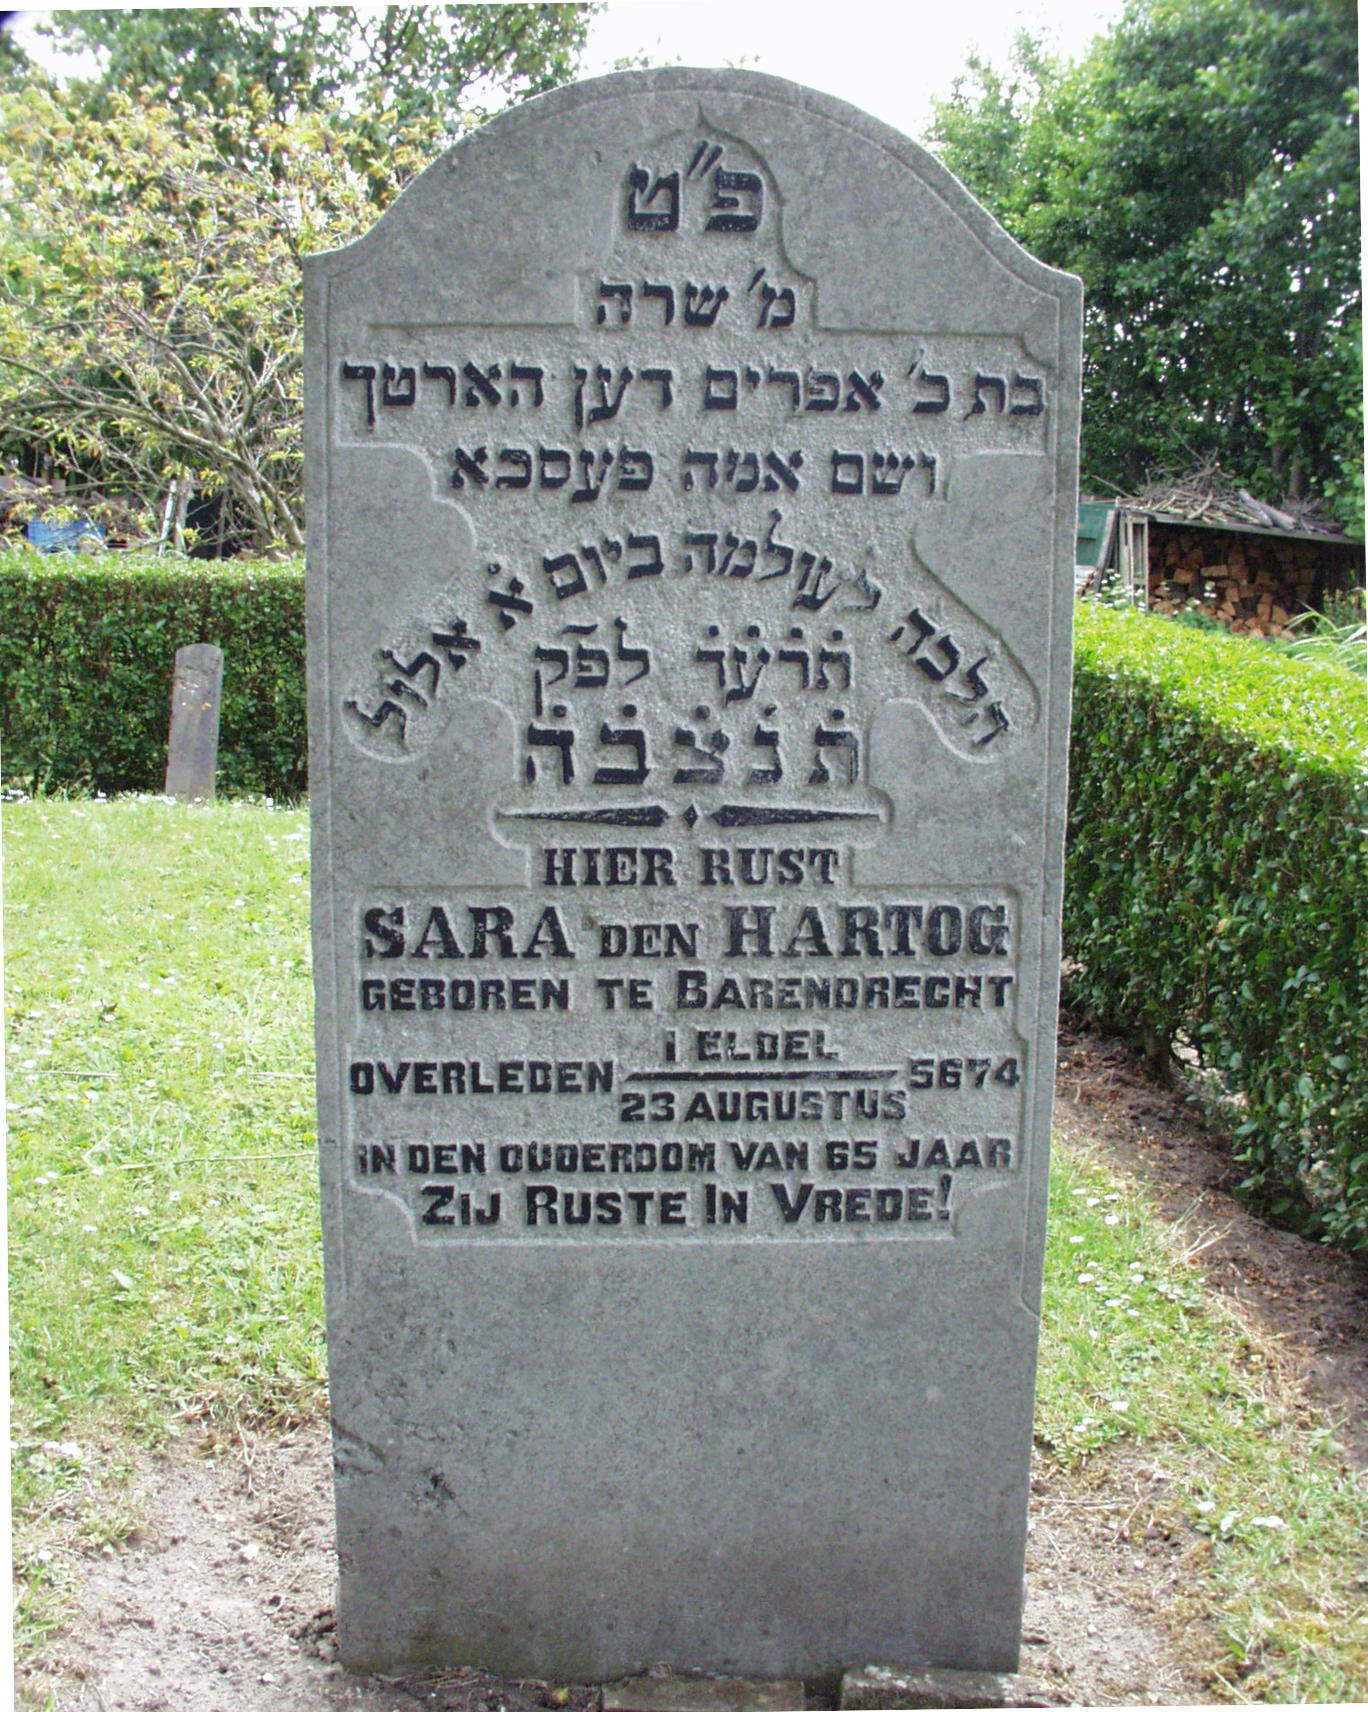 פ״ט
מ׳ שרה
בת כ׳ אפרים דען הארטך
ושם אמה פעסכא
הלכה לעולמה ביום א׳ אלול
תרעד לפק
תנצבה
HIER RUST
SARA DEN HARTOG
GEBOREN TE BARENDRECHT
1 ELOEL
OVERLEDEN 5674
23 AUGUSTUS
IN DEN OUDERDOM VAN 65 JAAR
ZIJ RUSTE IN VREDE!